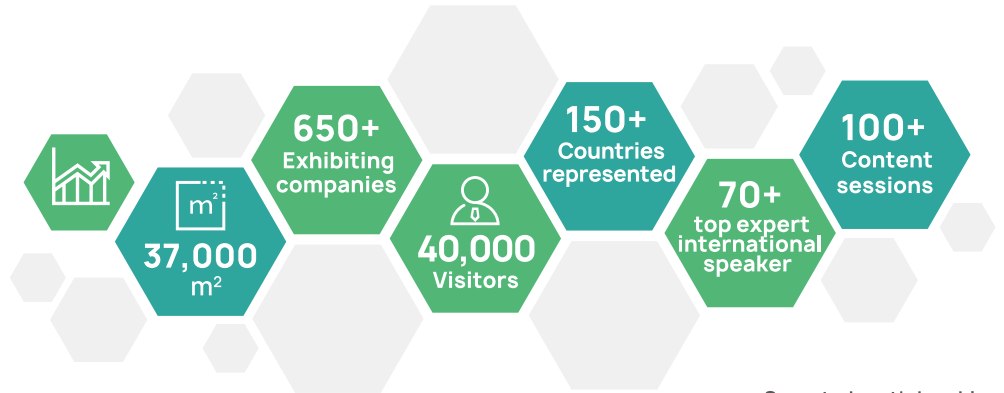 m²
37,000
m²
650+
Exhibiting
companies
40,000
Visitors
150+
Countries
represented
70+
top expert
international
speaker
100+
Content
sessions